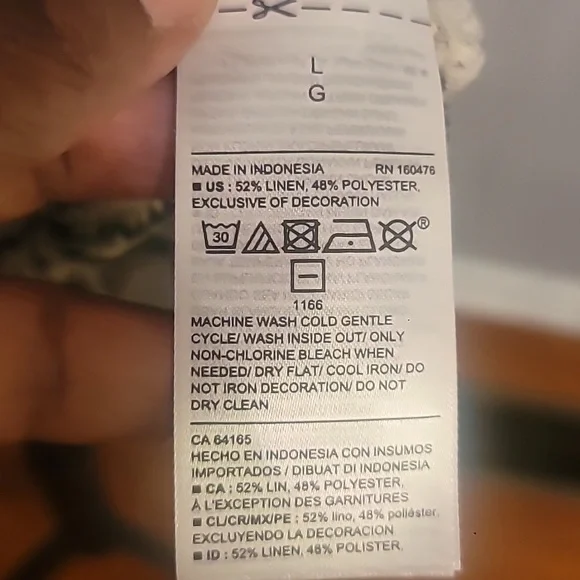 L
G
MADE IN INDONESIA RN 160476
US : 52% LINEN, 48% POLYESTER,
EXCLUSIVE OF DECORATION
30 ®
1166
MACHINE WASH COLD GENTLE
CYCLE/ WASH INSIDE OUT/ ONLY
NON-CHLORINE BLEACH WHEN
NEEDED/ DRY FLAT/ COOL IRON/ DO
NOT IRON DECORATION/ DO NOT
DRY CLEAN
CA 64165
HECHO EN INDONESIA CON INSUMOS
IMPORTADOS / DIBUAT DI INDONESIA
CA : 52% LIN, 48% POLYESTER,
À L'EXCEPTION DES GARNITURES
CL/CR/MX/PE : 52% lino, 48% poliéster,
EXCLUYENDO LA DECORACION
ID : 52% LINEN, 48% POLISTER,